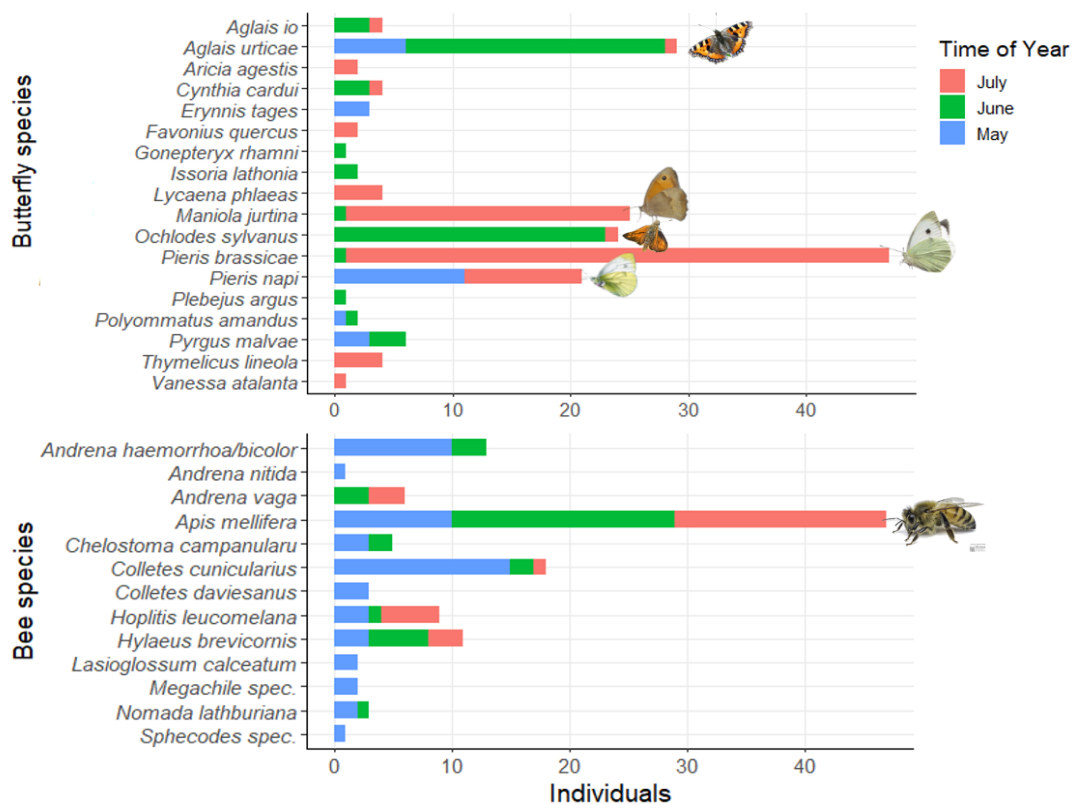 Butterfly species
Aglais io
Aglais urticae
Aricia agestis
Cynthia cardui
Erynnis tages
Favonius quercus
Gonepteryx rhamni
Issoria lathonia
Lycaena phlaeas
Maniola jurtina
Ochlodes sylvanus
Pieris brassicae
Pieris napi
Plebejus argus
Polyommatus amandus
Pyrgus malvae
Thymelicus lineola
Vanessa atalanta
0 10 20 30 40
Time of Year
July
June
May
Bee species
Andrena haemorrhoa/bicolor
Andrena nitida
Andrena vaga
Apis mellifera
Chelostoma campanularu
Colletes cunicularius
Colletes daviesanus
Hoplitis leucomelana
Hylaeus brevicornis
Lasioglossum calceatum
Megachile spec.
Nomada lathburiana
Sphecodes spec.
0 10 20 30 40
Individuals